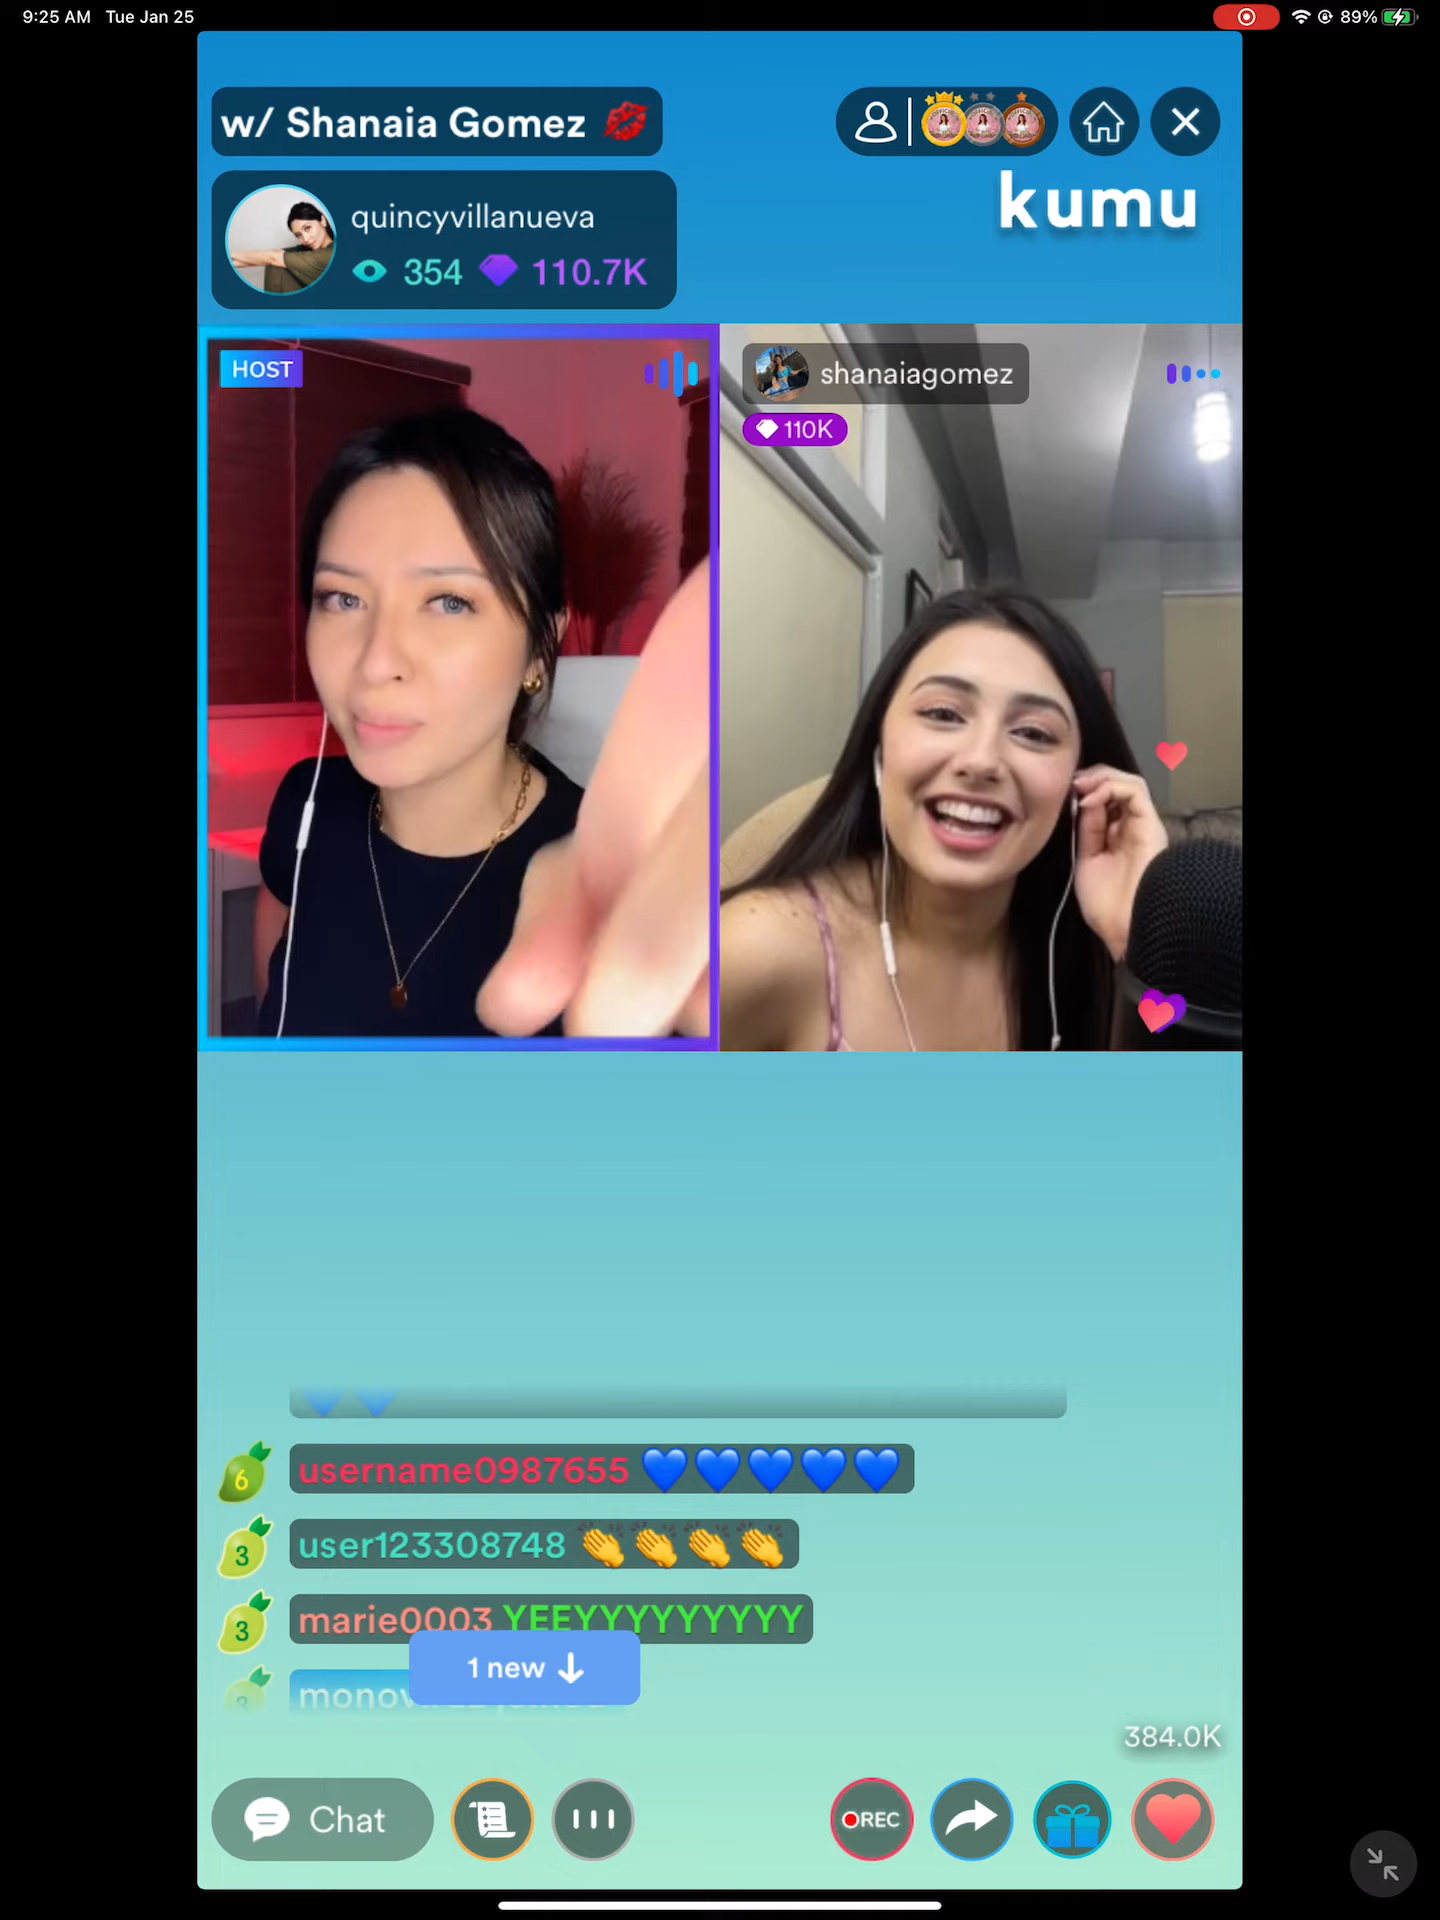 9:25 AM Tue Jan 25
89%
w/ Shanaia Gomez 💋
kumu
quincyvillanueva
354 110.7K
HOST
shanaiagomez
110K
6 username0987655 💙💙💙💙💙
3 user123308748 👏👏👏👏
3 marie0003 YEEYYYYYYYYY
3
1 new ↓
384.0K
Chat
REC